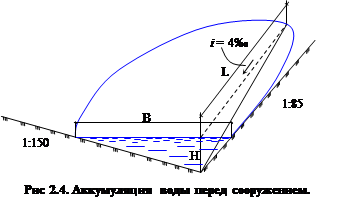 i = 4‰
L
B
1:85
1:150
H
Рис 2.4. Аккумуляция воды перед сооружением.